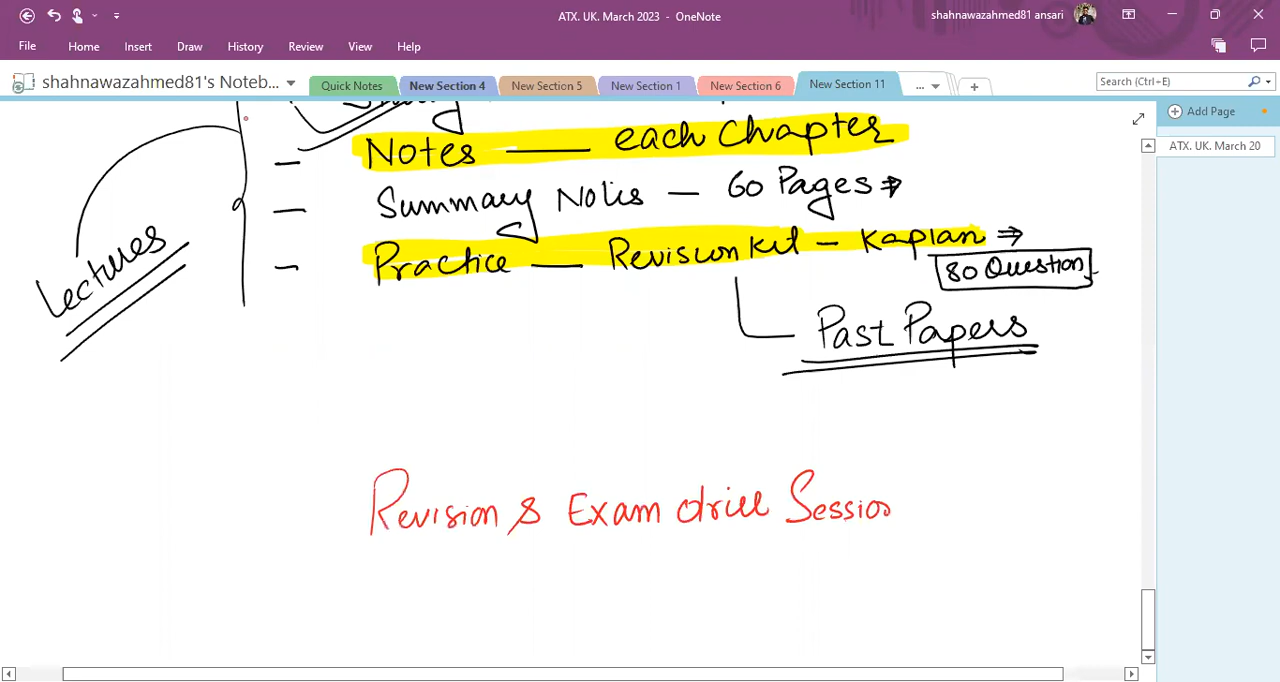 ATX. UK. March 2023 - OneNote
shahnawazahmed81 ansari
File Home Insert Draw History Review View Help
shahnawazahmed81's Noteb...
Quick Notes New Section 4 New Section 5 New Section 1 New Section 6 New Section 11 ...
Search (Ctrl+E)
Add Page
ATX. UK. March 20
- Notes — each Chapter
- Summary Notes — 60 Pages ⇒
- Practice — Revision Kit — Kaplan ⇒
80 Question
Lectures
Past Papers
Revision & Exam drill Session